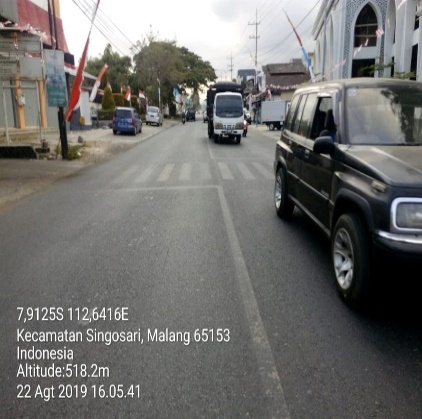 7,9125S 112,6416E
Kecamatan Singosari, Malang 65153
Indonesia
Altitude:518.2m
22 Agt 2019 16.05.41